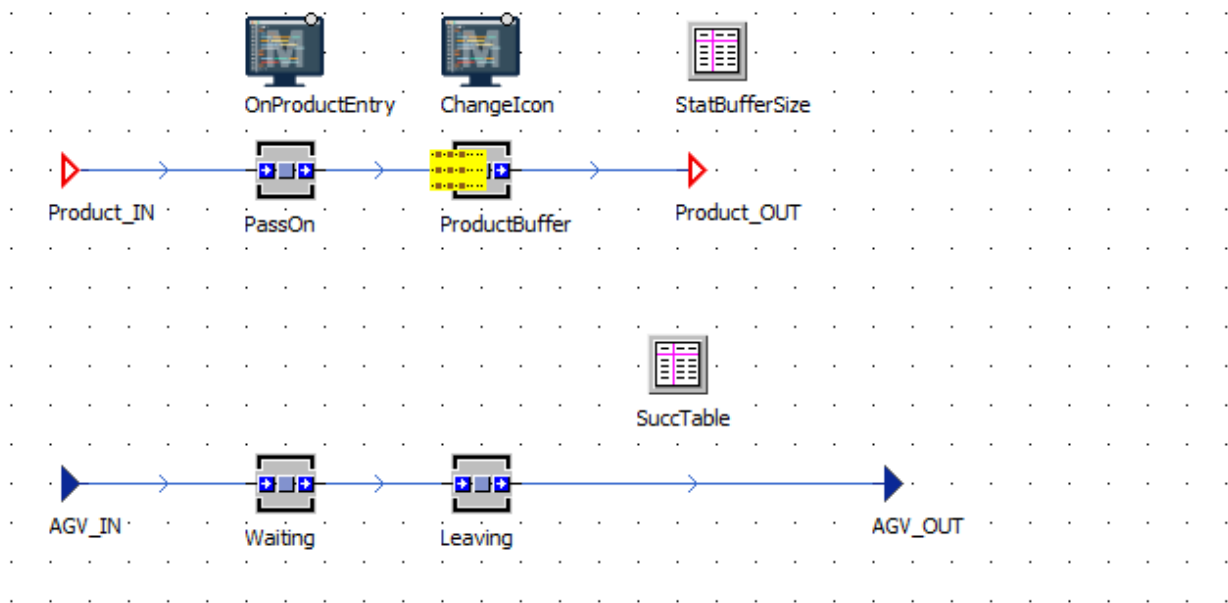 OnProductEntry
ChangeIcon
StatBufferSize
Product_IN
PassOn
ProductBuffer
Product_OUT
SuccTable
AGV_IN
Waiting
Leaving
AGV_OUT